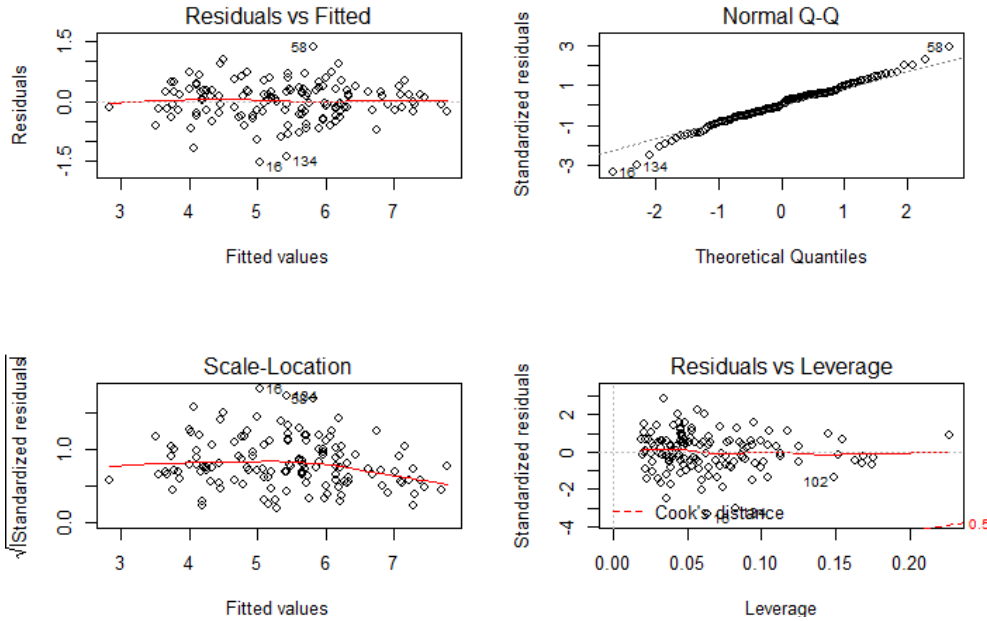 Residuals vs Fitted
Residuals
1.5
0.0
-1.5
58
16
134
3 4 5 6 7
Fitted values
Normal Q-Q
Standardized residuals
3
1
-1
-3
58
16
134
-2 -1 0 1 2
Theoretical Quantiles
Scale-Location
√|Standardized residuals|
1.0
0.0
16
134
58
3 4 5 6 7
Fitted values
Residuals vs Leverage
Standardized residuals
2
0
-2
-4
102
Cook's distance
16
134
0.5
0.00 0.05 0.10 0.15 0.20
Leverage